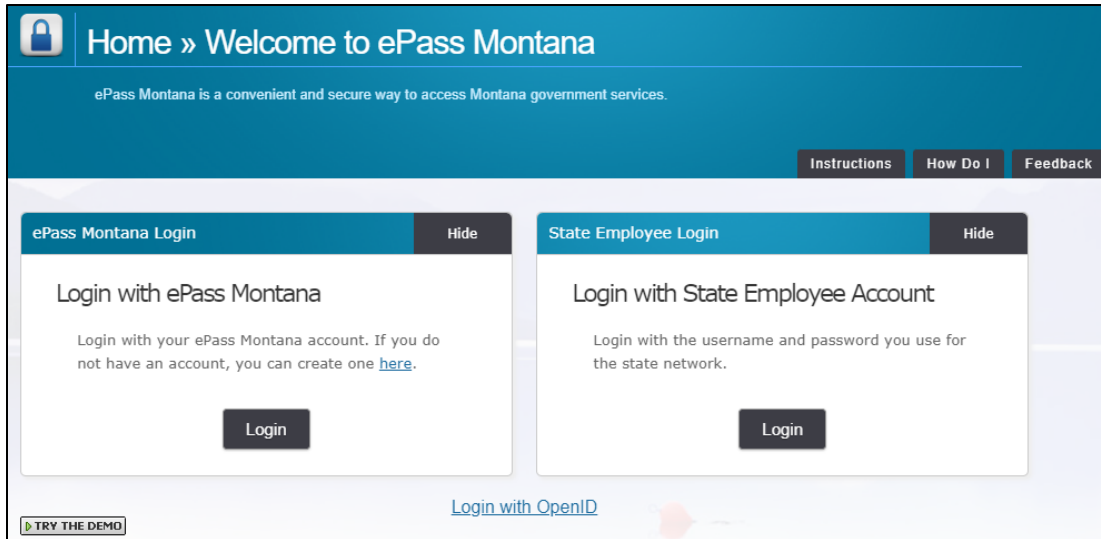 Home » Welcome to ePass Montana
ePass Montana is a convenient and secure way to access Montana government services.
Instructions How Do I Feedback
ePass Montana Login Hide
Login with ePass Montana
Login with your ePass Montana account. If you do
not have an account, you can create one here.
Login
State Employee Login Hide
Login with State Employee Account
Login with the username and password you use for
the state network.
Login
Login with OpenID
TRY THE DEMO